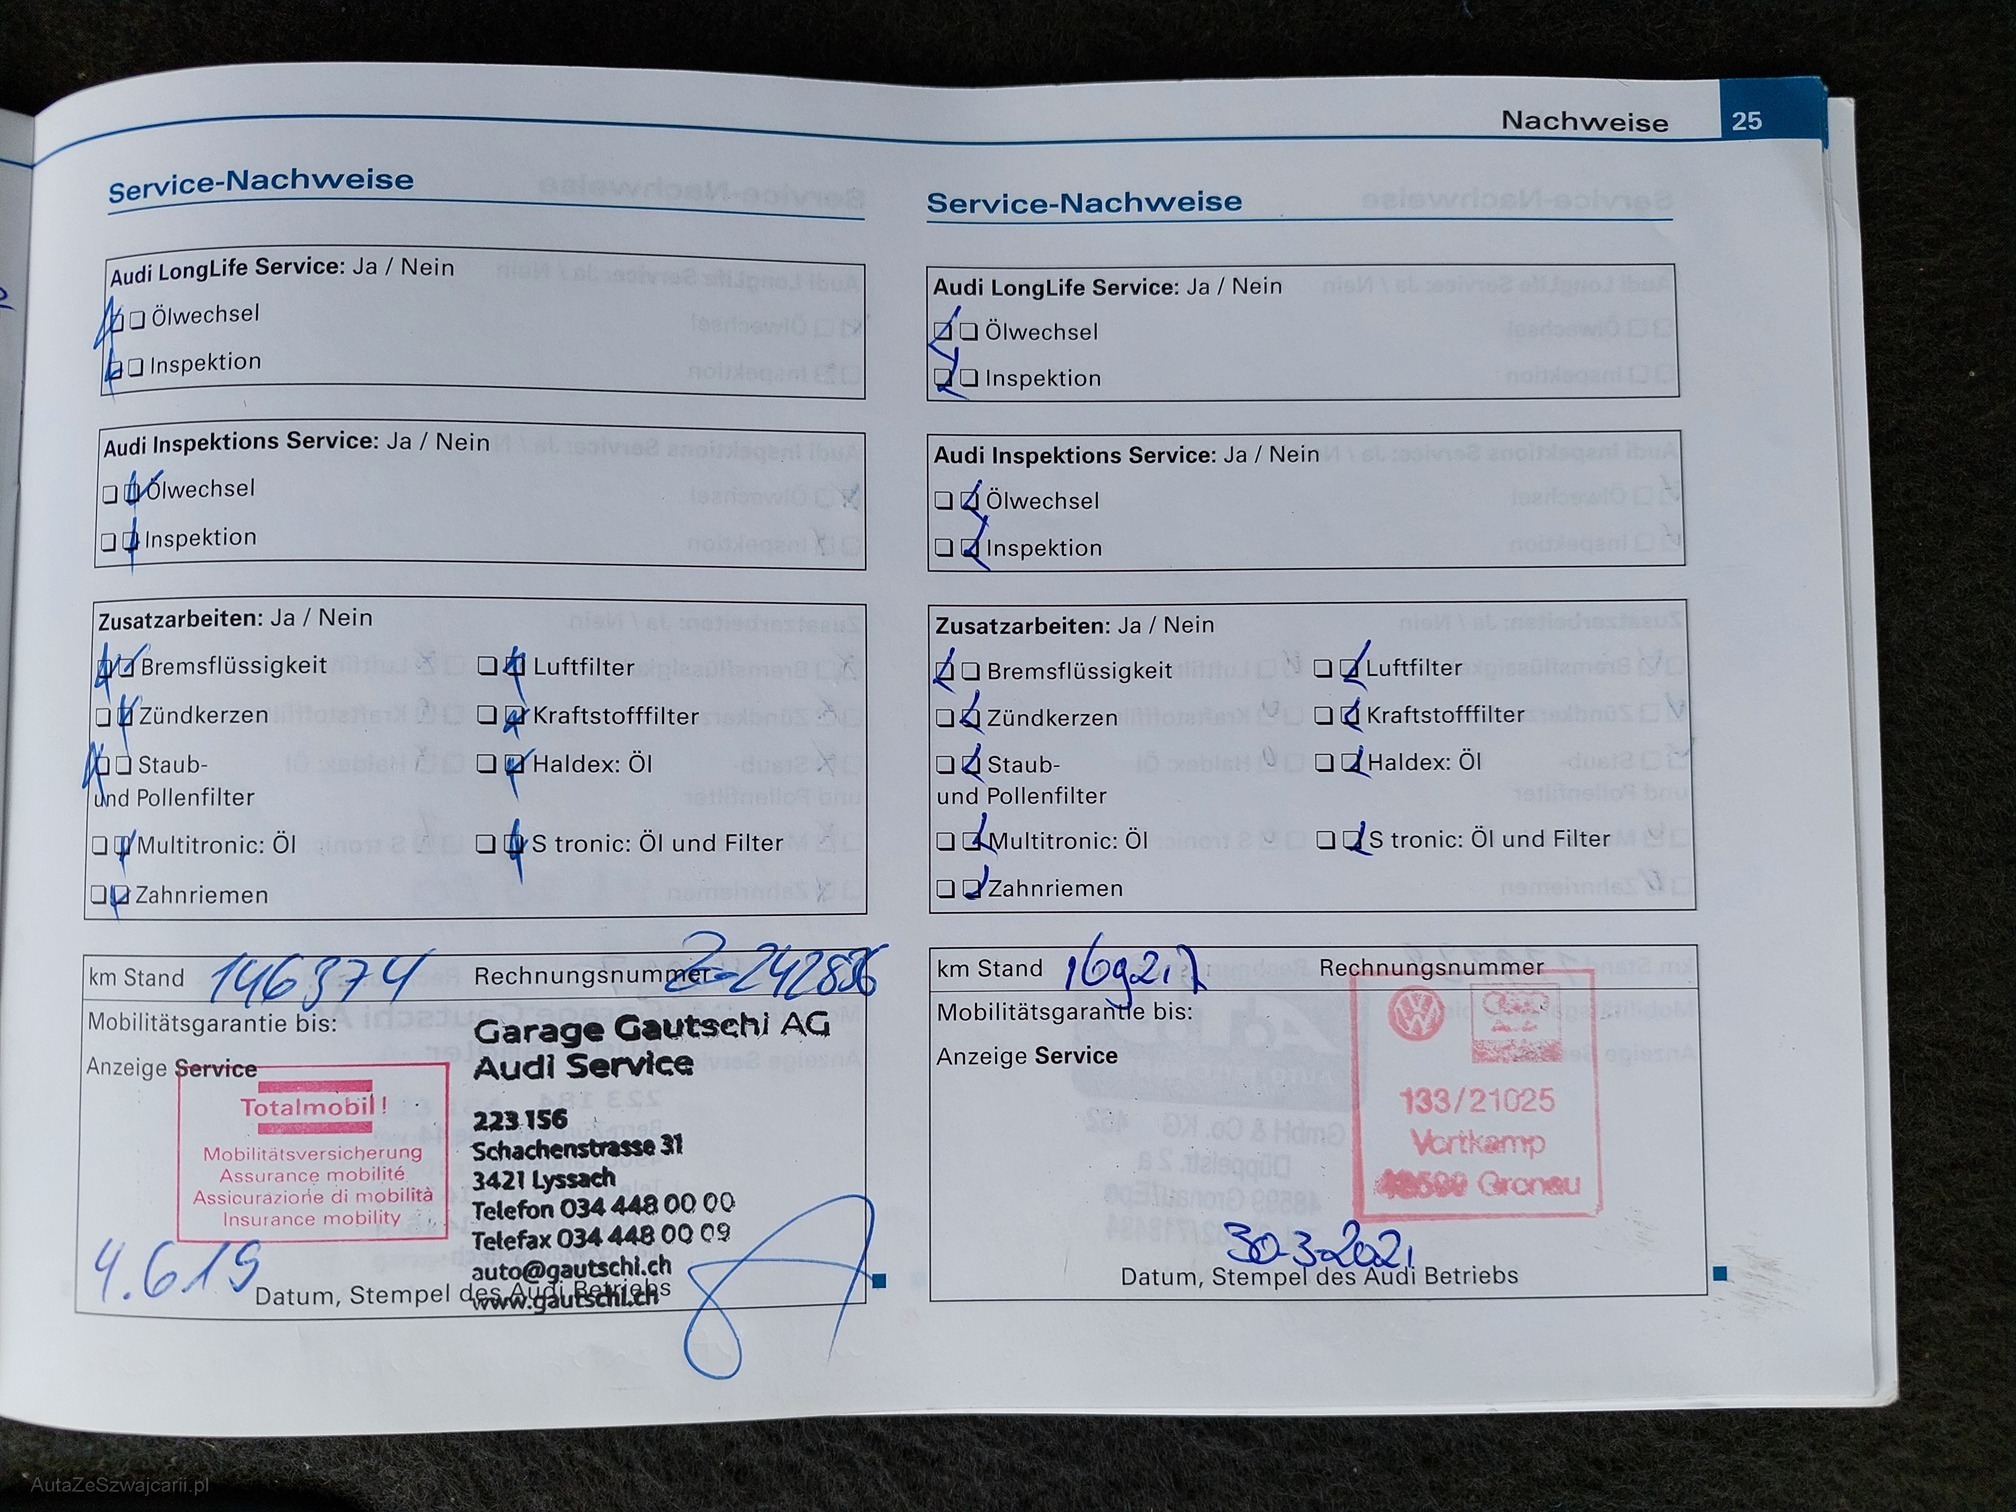 Nachweise 25
Service-Nachweise
Audi LongLife Service: Ja / Nein
Ölwechsel
Inspektion
Audi Inspektions Service: Ja / Nein
Ölwechsel
Inspektion
Zusatzarbeiten: Ja / Nein
Bremsflüssigkeit Luftfilter
Zündkerzen Kraftstofffilter
Staub- Haldex: Öl
und Pollenfilter
Multitronic: Öl S tronic: Öl und Filter
Zahnriemen
km Stand 146374 Rechnungsnummer
Mobilitätsgarantie bis:
Anzeige Service
Totalmobil!
Mobilitätsversicherung
Assurance mobilité
Assicurazione di mobilità
Insurance mobility
Garage Gautschi AG
Audi Service
223 156
Schachenstrasse 31
3421 Lyssach
Telefon 034 448 00 00
Telefax 034 448 00 09
auto@gautschi.ch
www.gautschi.ch
4.6.19
Datum, Stempel des Audi Betriebs
Service-Nachweise
Audi LongLife Service: Ja / Nein
Ölwechsel
Inspektion
Audi Inspektions Service: Ja / Nein
Ölwechsel
Inspektion
Zusatzarbeiten: Ja / Nein
Bremsflüssigkeit Luftfilter
Zündkerzen Kraftstofffilter
Staub- Haldex: Öl
und Pollenfilter
Multitronic: Öl S tronic: Öl und Filter
Zahnriemen
km Stand Rechnungsnummer
Mobilitätsgarantie bis:
Anzeige Service
133/21025
Vortkamp
48599 Gronau
30-3-2021
Datum, Stempel des Audi Betriebs
AutaZeSzwajcarii.pl